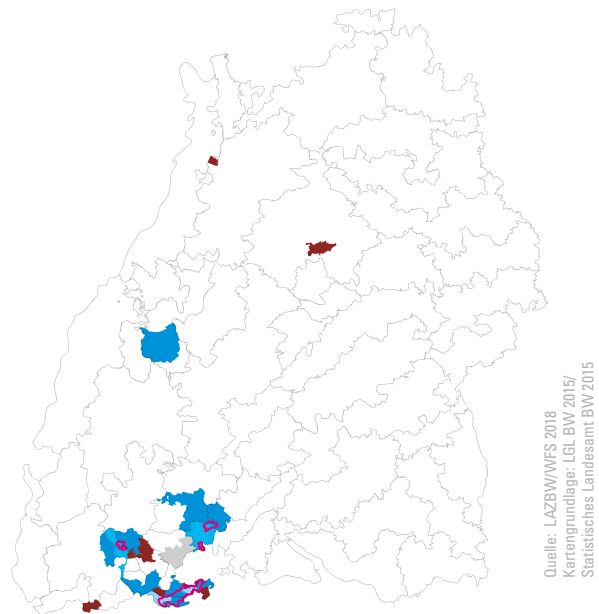 Quelle: LAZBW/WFS 2018
Kartengrundlage: LGL BW 2015/
Statistisches Landesamt BW 2015